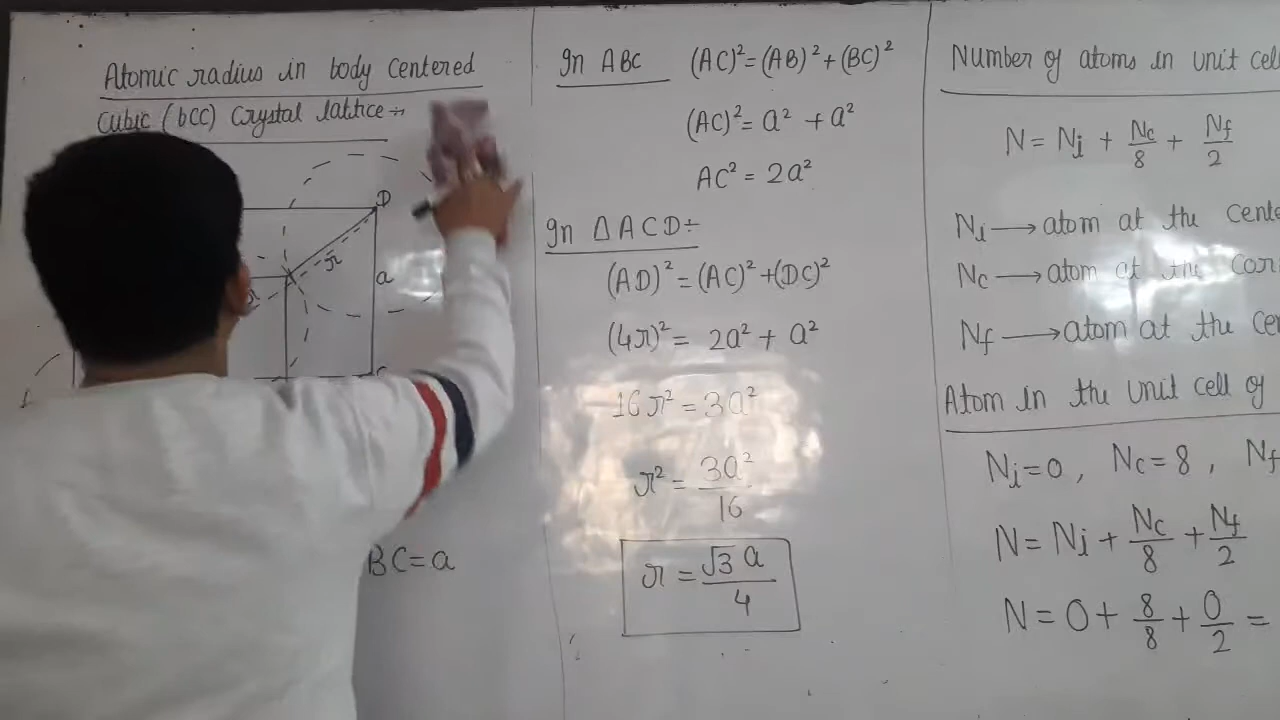 Atomic radius in body Centered
Cubic (bcc) Crystal lattice ÷
D
r
a
BC=a
In ABC (AC)² = (AB)² + (BC)²
(AC)² = a² + a²
AC² = 2a²
In ΔACD÷
(AD)² = (AC)² + (DC)²
(4r)² = 2a² + a²
16r² = 3a²
r² = 3a²/16
r = √3 a/4
Number of atoms in unit
N = Ni + Nc/8 + Nf/2
Ni → atom at the
Nc → atom at the
Nf → atom at the
Atom in the unit cell of
Ni=0, Nc=8, Nf
N = Ni + Nc/8 + Nf/2
N = 0 + 8/8 + 0/2 =